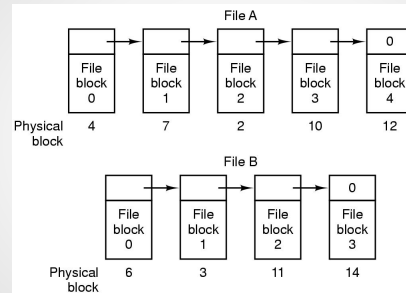 File A
0
File File File File File
block block block block block
0 1 2 3 4
Physical 4 7 2 10 12
block
File B
0
File File File File
block block block block
0 1 2 3
Physical 6 3 11 14
block